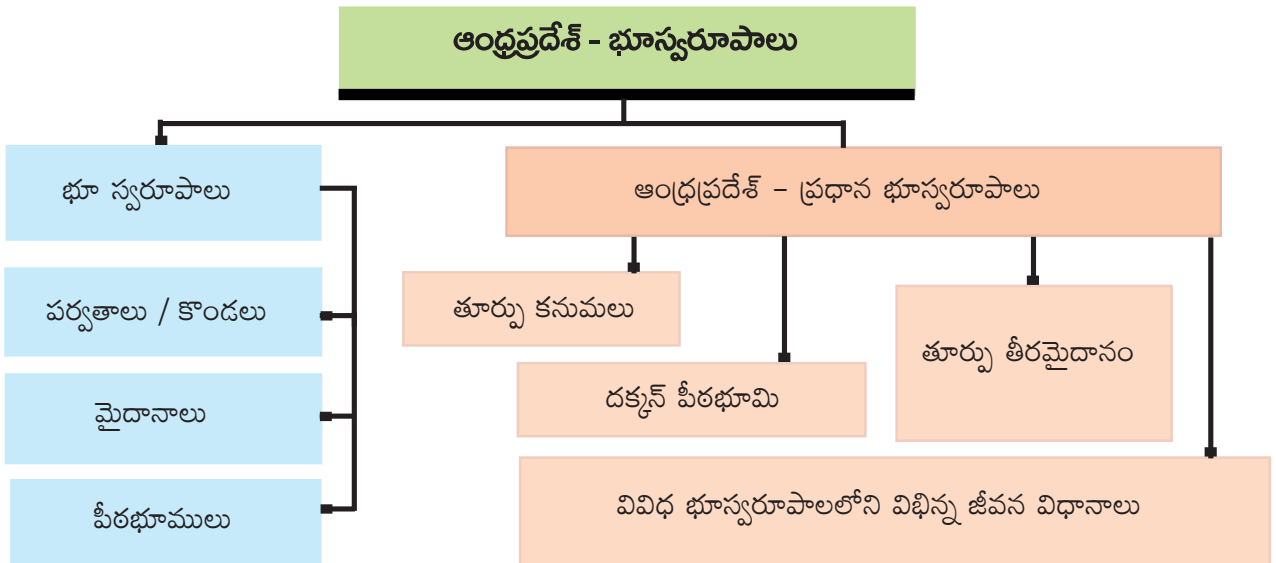 ఆంధ్రప్రదేశ్ - భూస్వరూపాలు
భూ స్వరూపాలు
పర్వతాలు / కొండలు
మైదానాలు
పీఠభూములు
ఆంధ్రప్రదేశ్ - ప్రధాన భూస్వరూపాలు
తూర్పు కనుమలు
దక్కన్ పీఠభూమి
తూర్పు తీరమైదానం
వివిధ భూస్వరూపాలలోని విభిన్న జీవన విధానాలు